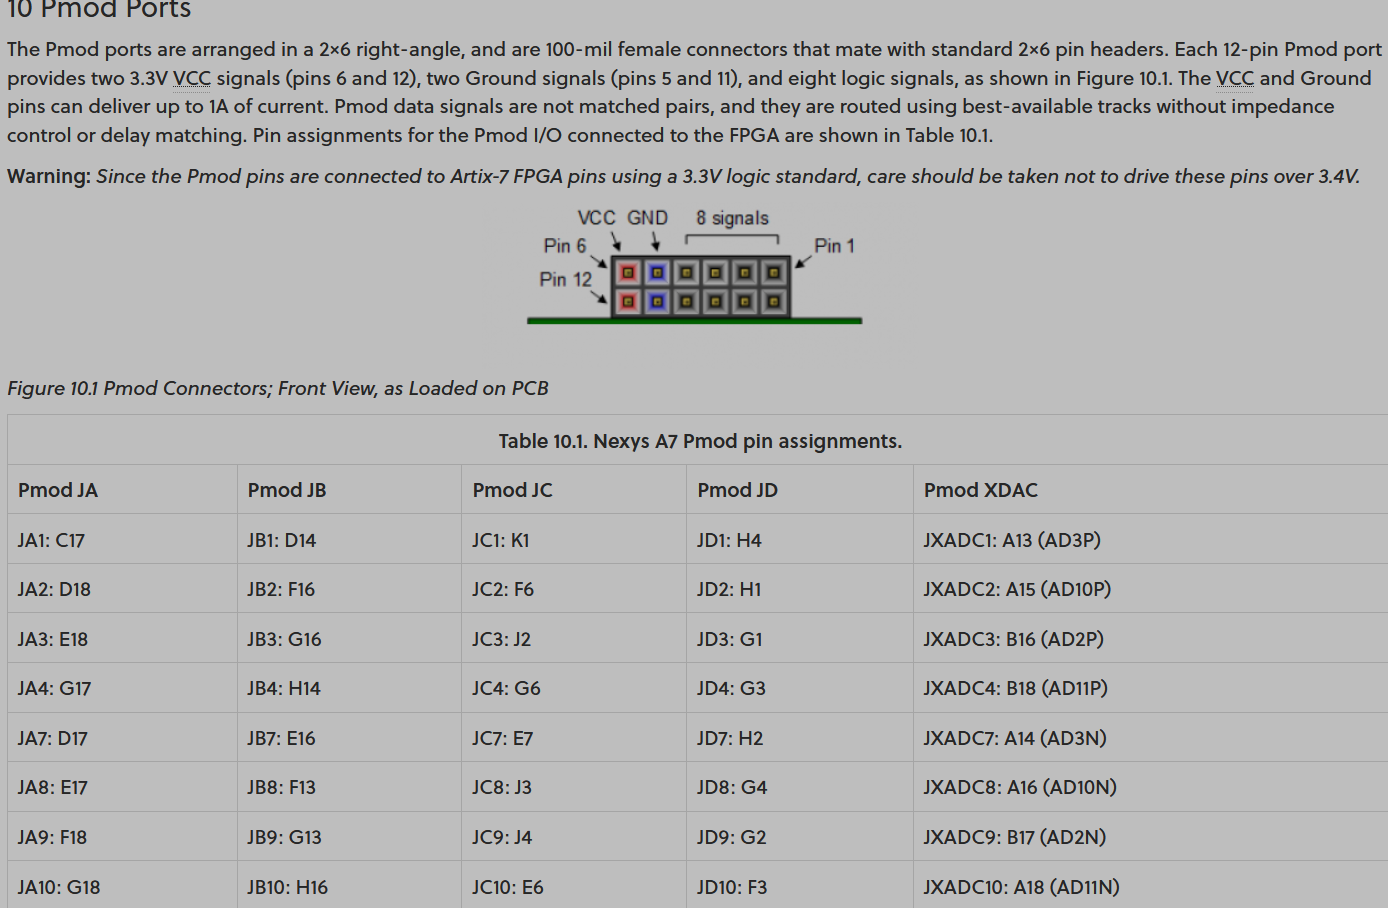 10 Pmod Ports
The Pmod ports are arranged in a 2×6 right-angle, and are 100-mil female connectors that mate with standard 2×6 pin headers. Each 12-pin Pmod port
provides two 3.3V VCC signals (pins 6 and 12), two Ground signals (pins 5 and 11), and eight logic signals, as shown in Figure 10.1. The VCC and Ground
pins can deliver up to 1A of current. Pmod data signals are not matched pairs, and they are routed using best-available tracks without impedance
control or delay matching. Pin assignments for the Pmod I/O connected to the FPGA are shown in Table 10.1.
Warning: Since the Pmod pins are connected to Artix-7 FPGA pins using a 3.3V logic standard, care should be taken not to drive these pins over 3.4V.
VCC GND 8 signals
Pin 6 Pin 1
Pin 12
Figure 10.1 Pmod Connectors; Front View, as Loaded on PCB
Table 10.1. Nexys A7 Pmod pin assignments.
Pmod JA Pmod JB Pmod JC Pmod JD Pmod XDAC
JA1: C17 JB1: D14 JC1: K1 JD1: H4 JXADC1: A13 (AD3P)
JA2: D18 JB2: F16 JC2: F6 JD2: H1 JXADC2: A15 (AD10P)
JA3: E18 JB3: G16 JC3: J2 JD3: G1 JXADC3: B16 (AD2P)
JA4: G17 JB4: H14 JC4: G6 JD4: G3 JXADC4: B18 (AD11P)
JA7: D17 JB7: E16 JC7: E7 JD7: H2 JXADC7: A14 (AD3N)
JA8: E17 JB8: F13 JC8: J3 JD8: G4 JXADC8: A16 (AD10N)
JA9: F18 JB9: G13 JC9: J4 JD9: G2 JXADC9: B17 (AD2N)
JA10: G18 JB10: H16 JC10: E6 JD10: F3 JXADC10: A18 (AD11N)